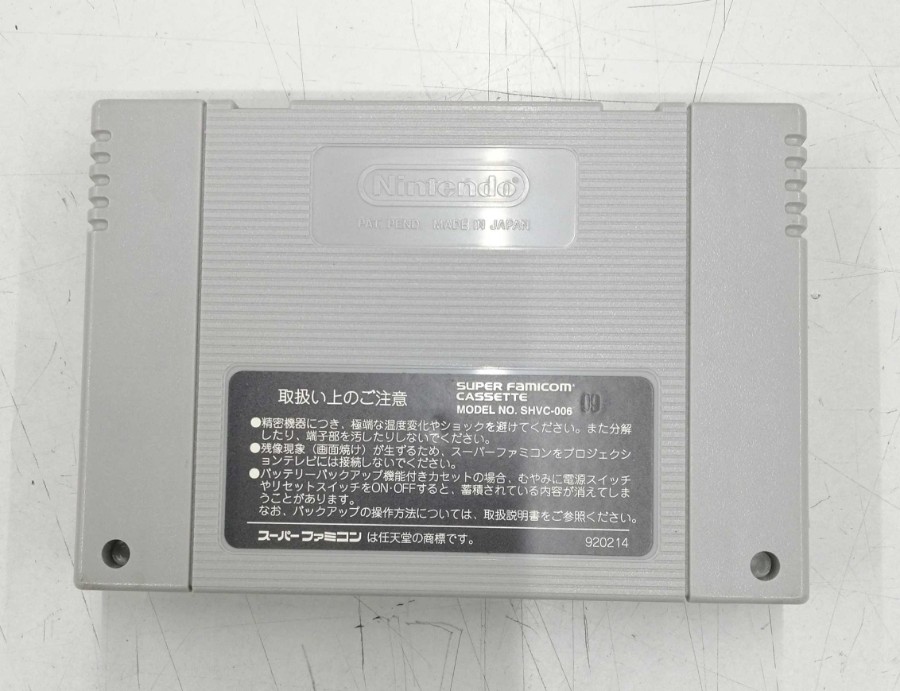 Nintendo®
PAT. PEND. MADE IN JAPAN
取扱い上のご注意
SUPER FAMICOM
CASSETTE
MODEL NO. SHVC-006
09
●精密機器につき、極端な温度変化やショックを避けてください。また分解
したり、端子部を汚したりしないでください。
●残像現象（画面焼け）が生ずるため、スーパーファミコンをプロジェクシ
ョンテレビには接続しないでください。
●バッテリーバックアップ機能付きカセットの場合、むやみに電源スイッチ
やリセットスイッチをON・OFFすると、蓄積されている内容が消えてしま
うことがあります。
なお、バックアップの操作方法については、取扱説明書をご参照ください。
スーパーファミコンは任天堂の商標です。
920214